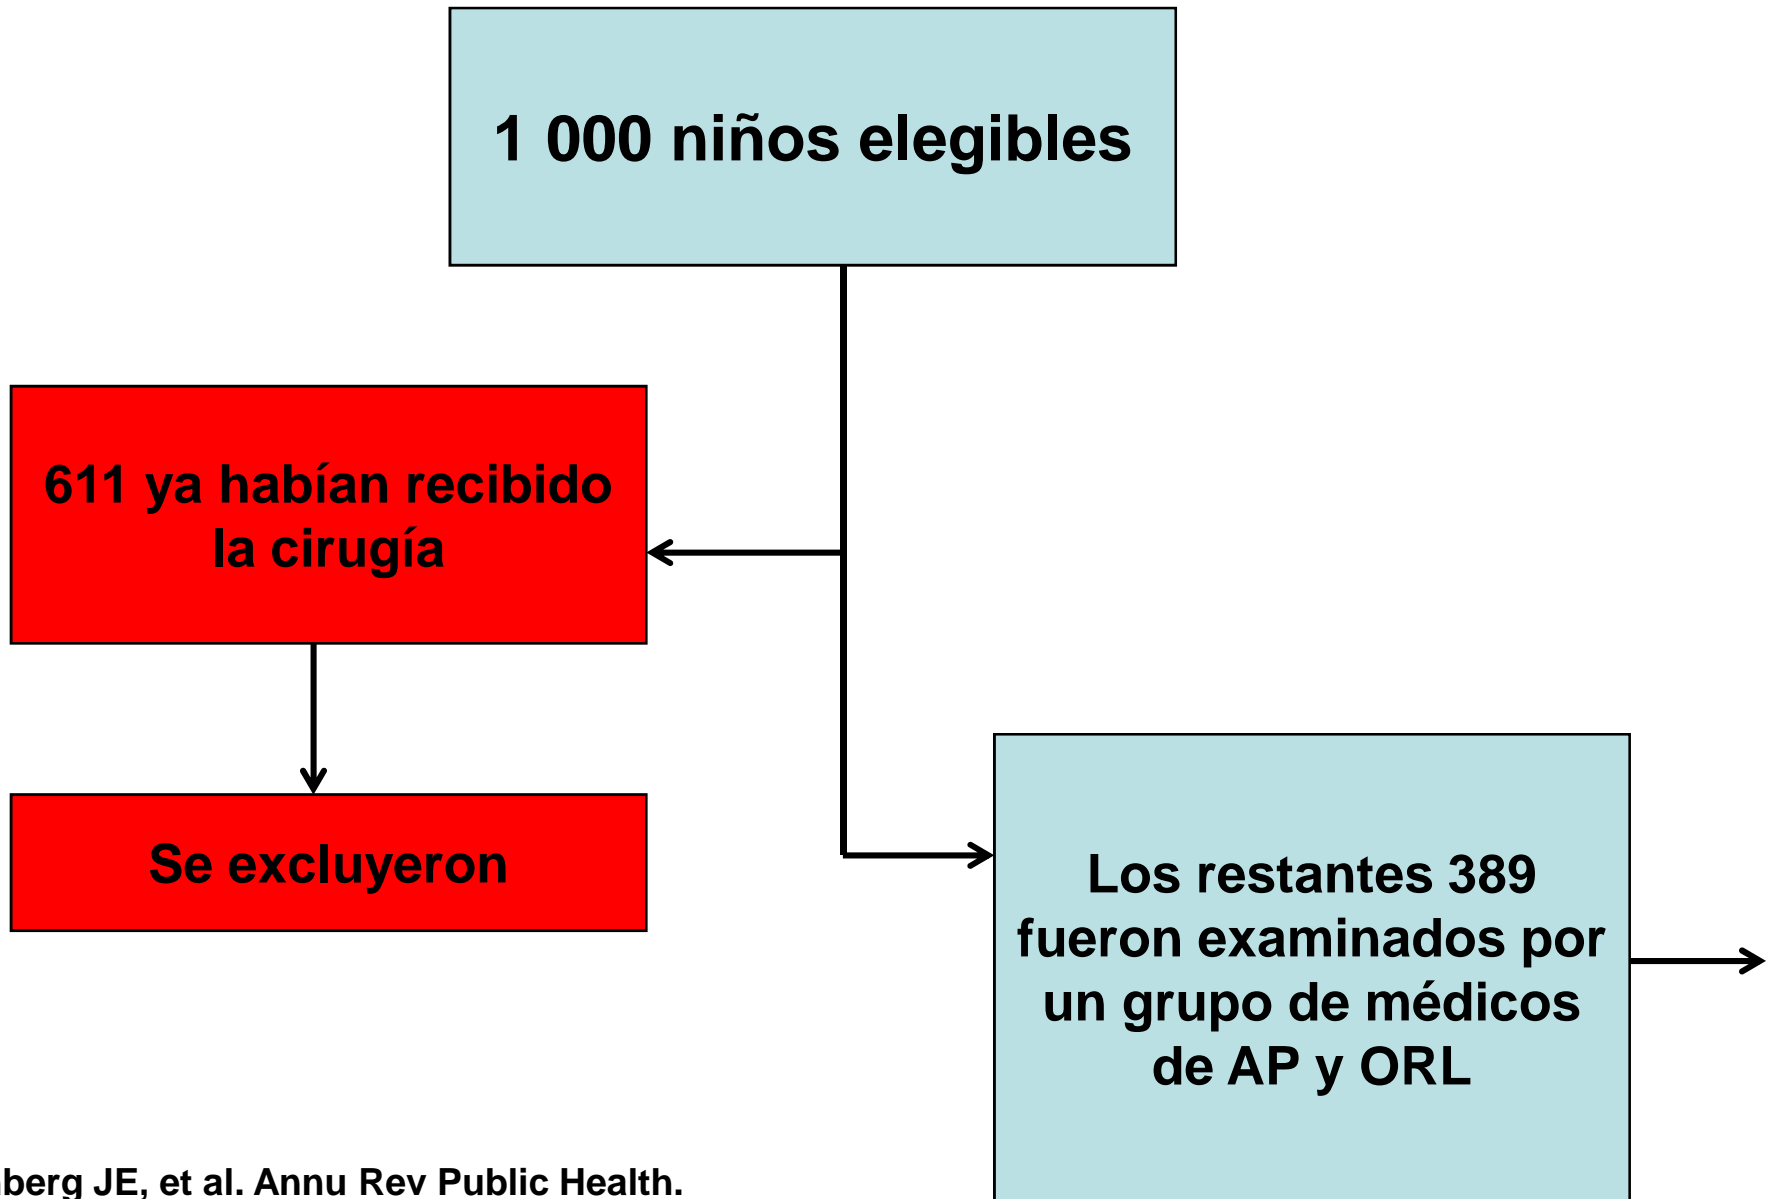 1 000 niños elegibles
611 ya habían recibido
la cirugía
Se excluyeron
Los restantes 389
fueron examinados por
un grupo de médicos
de AP y ORL
JE, et al. Annu Rev Public Health.